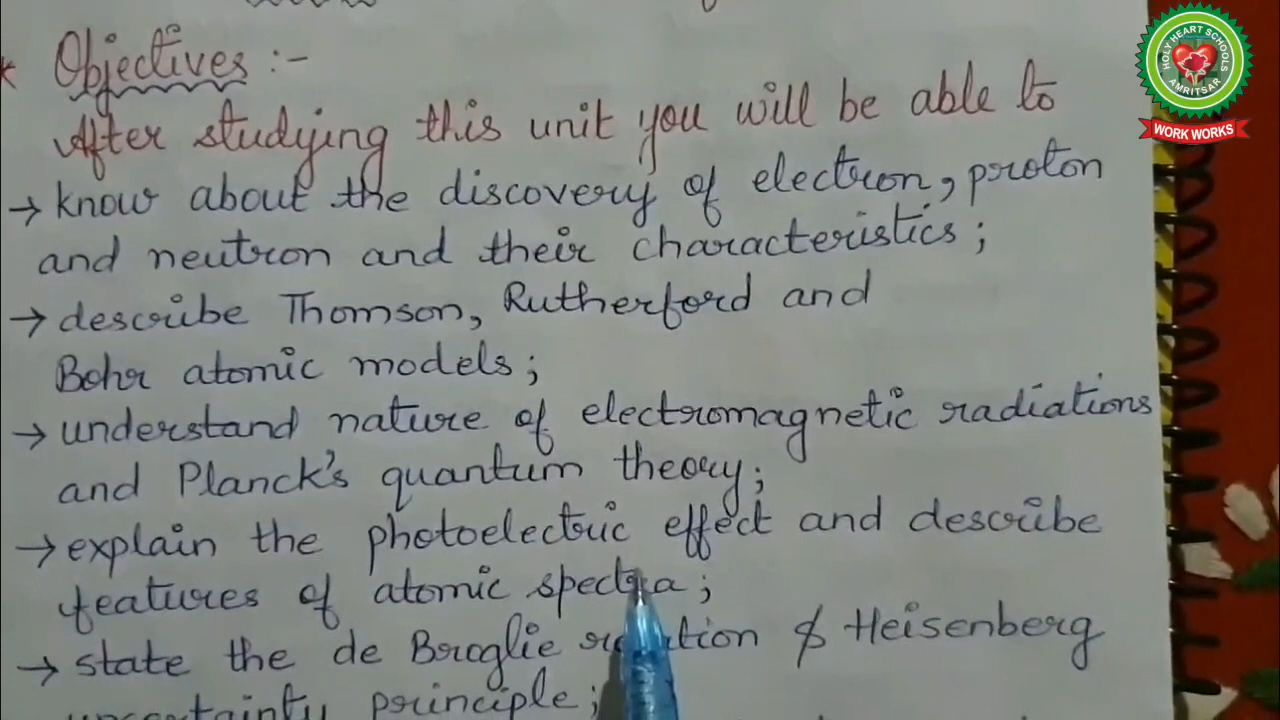 Objectives :-
After studying this unit you will be able to
→ know about the discovery of electron, proton
and neutron and their characteristics;
→ describe Thomson, Rutherford and
Bohr atomic models;
→ understand nature of electromagnetic radiations
and Planck's quantum theory;
→ explain the photoelectric effect and describe
features of atomic spectra;
→ state the de Broglie relation & Heisenberg
uncertainty principle;
HOLY HEART SCHOOLS
AMRITSAR
WORK WORKS